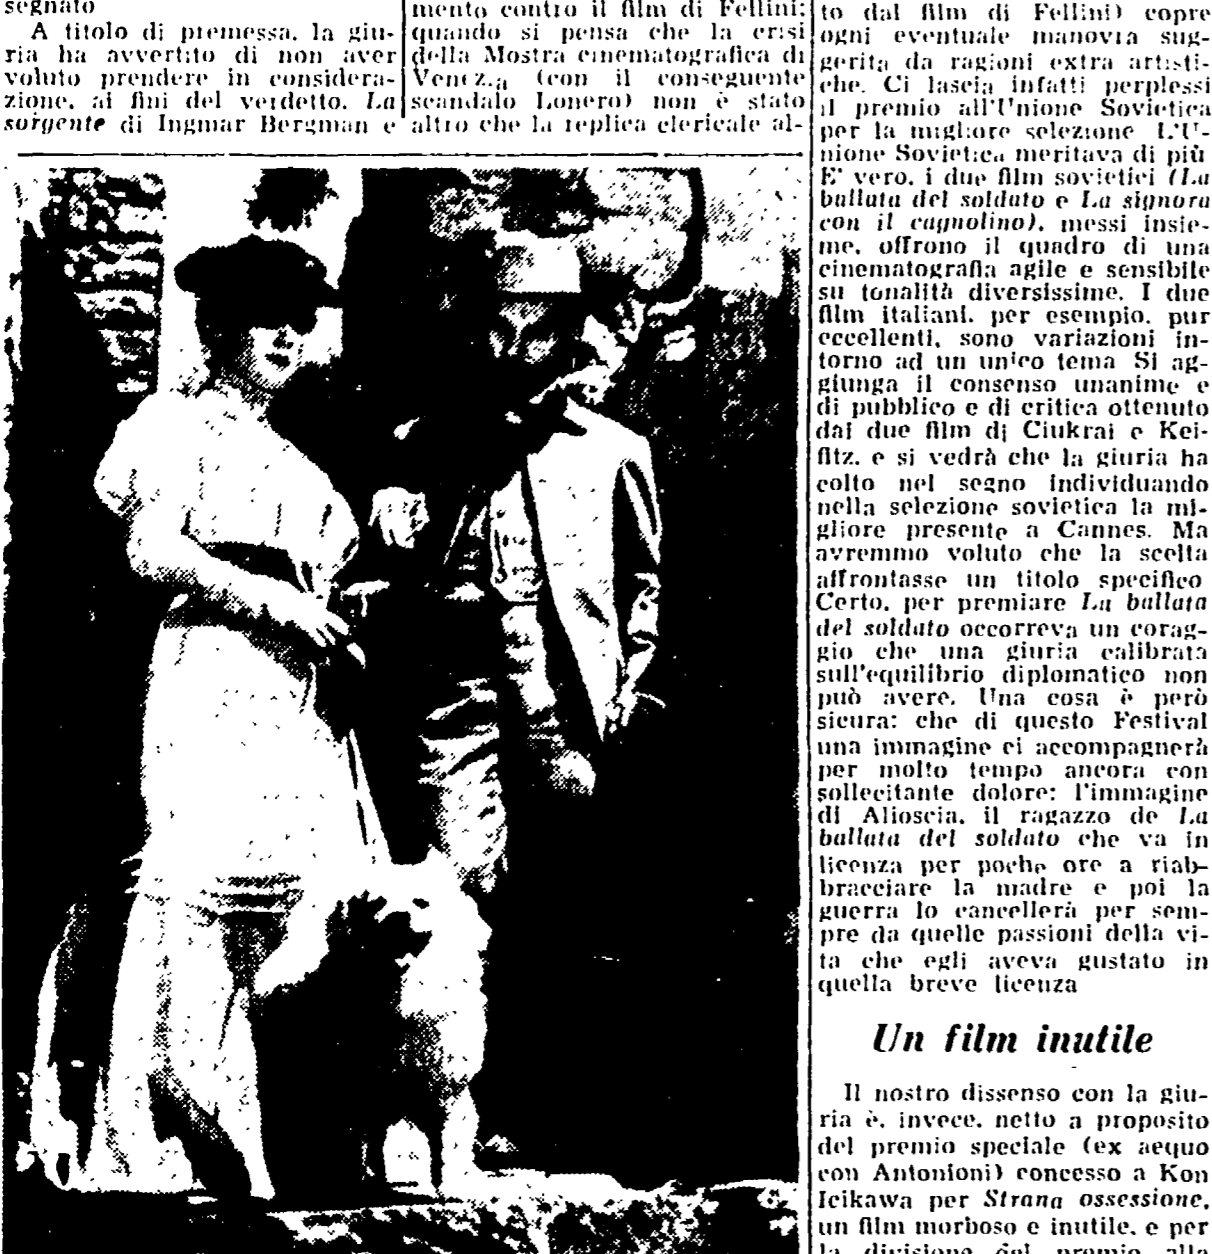 segnato
A titolo di premessa, la giu-
ria ha avvertito di non aver
voluto prendere in considera-
zione, ai fini del verdetto, La
sorgente di Ingmar Bergman e
mento contro il film di Fellini;
quando si pensa che la crisi
della Mostra cinematografica di
Venezia (con il conseguente
scandalo Lonero) non è stato
altro che la replica clericale al-
to dal film di Fellini) copre
ogni eventuale manovra sug-
gerita da ragioni extra artisti-
che. Ci lascia infatti perplessi
il premio all'Unione Sovietica
per la migliore selezione L'U-
nione Sovietica meritava di più
E' vero, i due film sovietici (La
ballata del soldato e La signora
con il cagnolino), messi insie-
me, offrono il quadro di una
cinematografia agile e sensibile
su tonalità diversissime. I due
film italiani, per esempio, pur
eccellenti, sono variazioni in-
torno ad un unico tema Si ag-
giunga il consenso unanime e
di pubblico e di critica ottenuto
dai due film di Ciukrai e Kei-
fitz, e si vedrà che la giuria ha
colto nel segno individuando
nella selezione sovietica la mi-
gliore presente a Cannes. Ma
avremmo voluto che la scelta
affrontasse un titolo specifico
Certo, per premiare La ballata
del soldato occorreva un corag-
gio che una giuria calibrata
sull'equilibrio diplomatico non
può avere. Una cosa è però
sicura: che di questo Festival
una immagine ci accompagnerà
per molto tempo ancora con
sollecitante dolore: l'immagine
di Alioscia, il ragazzo de La
ballata del soldato che va in
licenza per poche ore a riab-
bracciare la madre e poi la
guerra lo cancellerà per sem-
pre da quelle passioni della vi-
ta che egli aveva gustato in
quella breve licenza
Un film inutile
Il nostro dissenso con la giu-
ria è, invece, netto a proposito
del premio speciale (ex aequo
con Antonioni) concesso a Kon
Icikawa per Strana ossessione,
un film morboso e inutile, e per
la divisione del premio alla